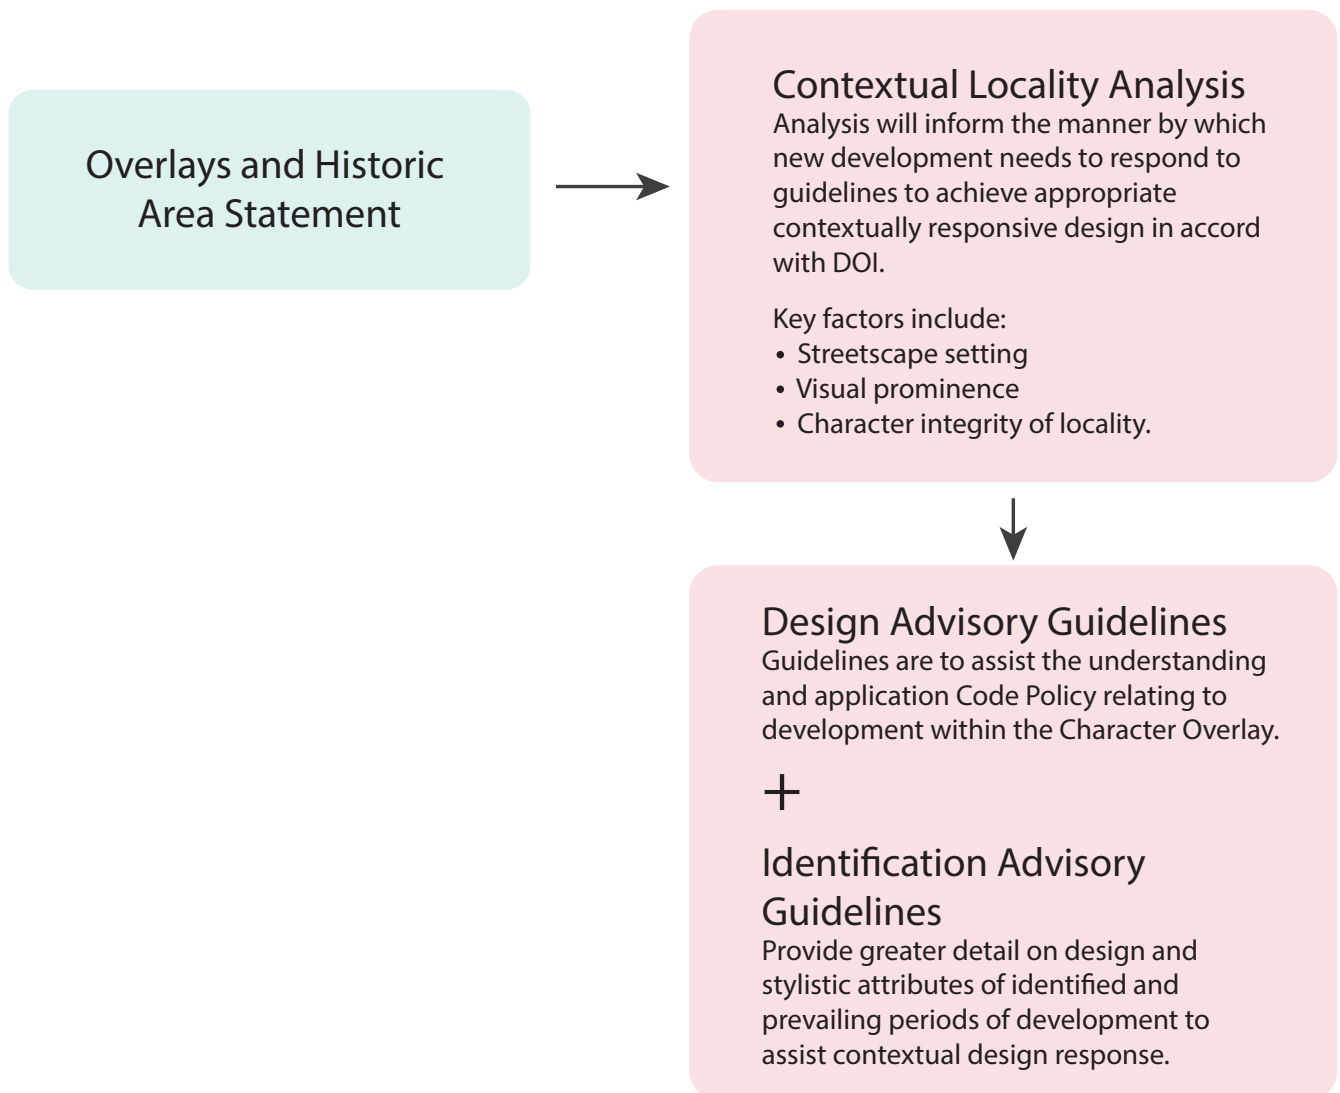 Overlays and Historic
Area Statement
Contextual Locality Analysis
Analysis will inform the manner by which
new development needs to respond to
guidelines to achieve appropriate
contextually responsive design in accord
with DOI.
Key factors include:
• Streetscape setting
• Visual prominence
• Character integrity of locality.
Design Advisory Guidelines
Guidelines are to assist the understanding
and application Code Policy relating to
development within the Character Overlay.
+
Identification Advisory
Guidelines
Provide greater detail on design and
stylistic attributes of identified and
prevailing periods of development to
assist contextual design response.